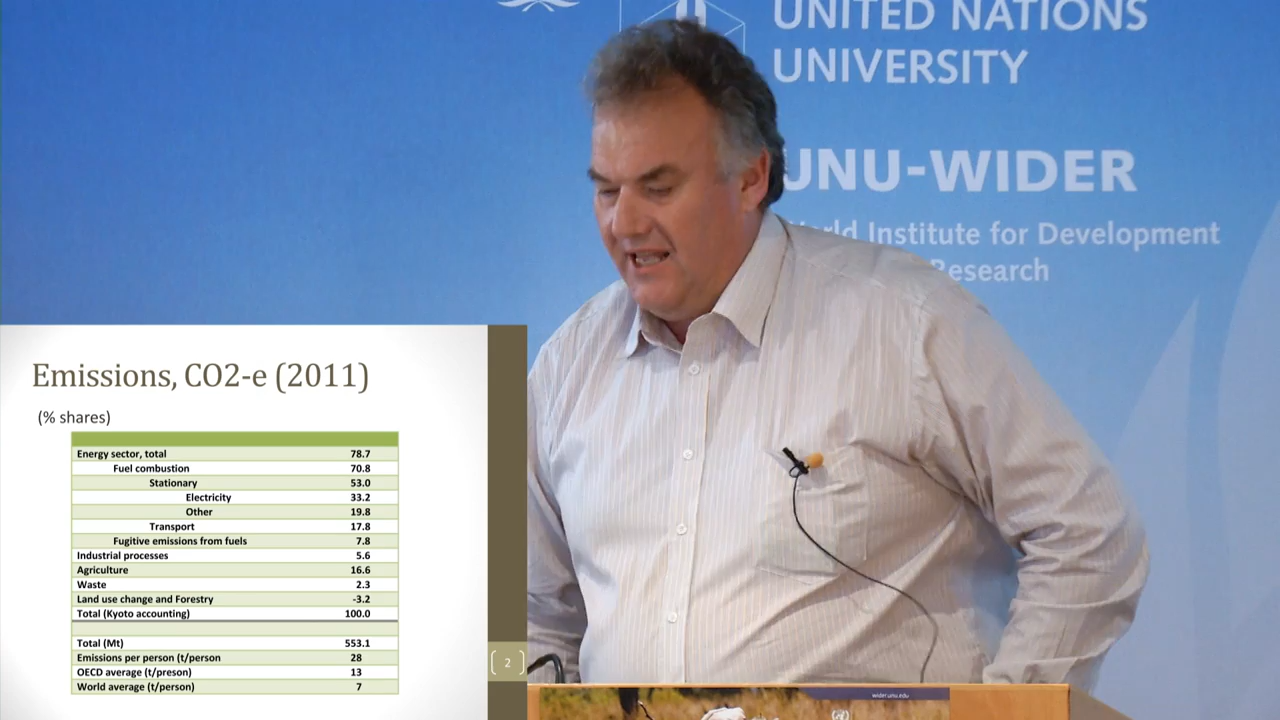 UNITED NATIONS
UNIVERSITY
UNU-WIDER
World Institute for Development
Research
Emissions, CO2-e (2011)
(% shares)
Energy sector, total 78.7
Fuel combustion 70.8
Stationary 53.0
Electricity 33.2
Other 19.8
Transport 17.8
Fugitive emissions from fuels 7.8
Industrial processes 5.6
Agriculture 16.6
Waste 2.3
Land use change and Forestry -3.2
Total (Kyoto accounting) 100.0
Total (Mt) 553.1
Emissions per person (t/person 28
OECD average (t/preson) 13
World average (t/person) 7
2
wider.unu.edu